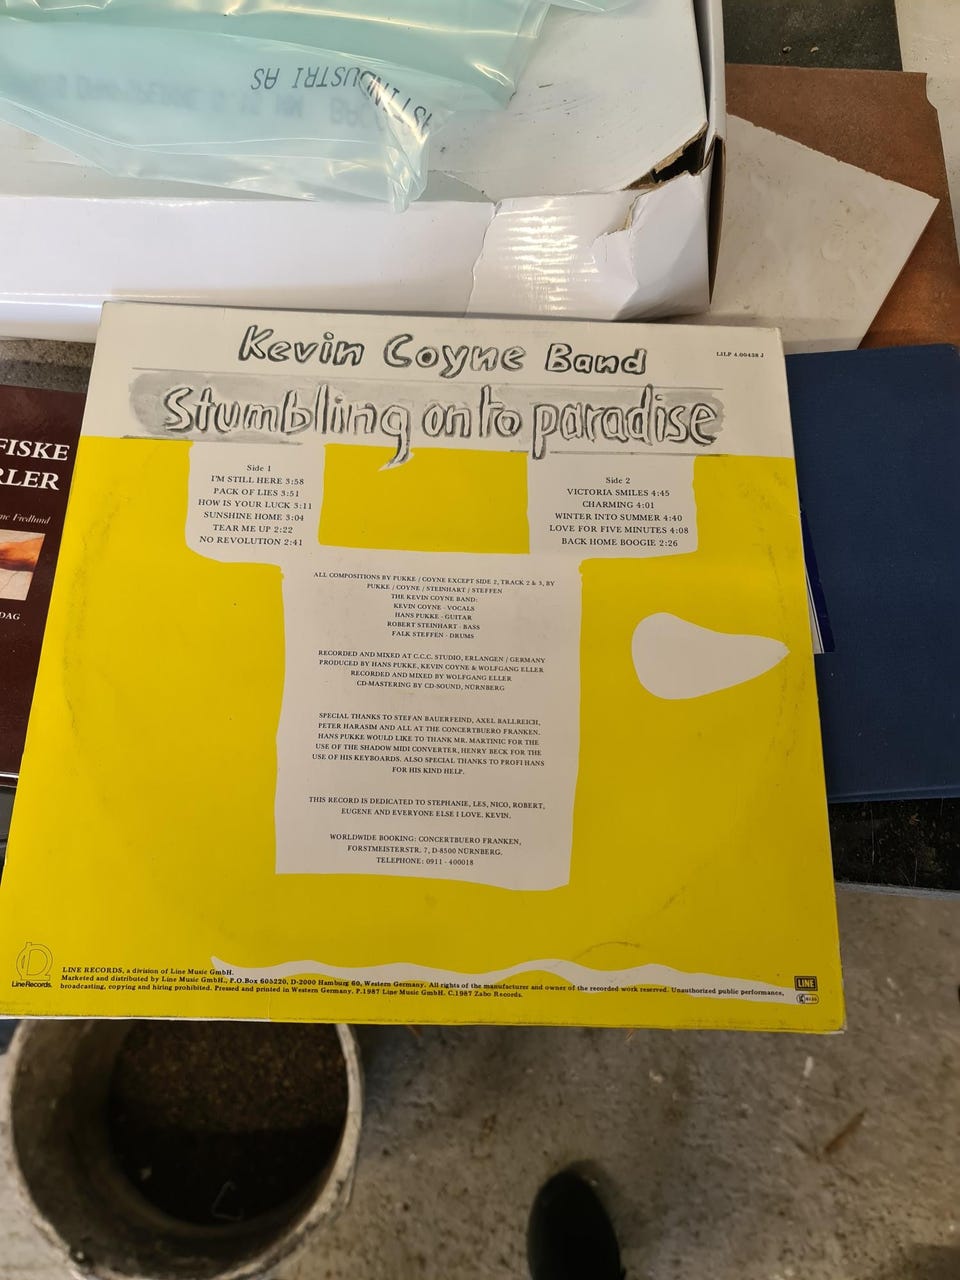 INDUSTRI AS
Kevin Coyne Band
LILP 4.00438 J
Stumbling on to paradise
Side 1
I'M STILL HERE 3:58
PACK OF LIES 3:51
HOW IS YOUR LUCK 3:11
SUNSHINE HOME 3:04
TEAR ME UP 2:22
NO REVOLUTION 2:41
Side 2
VICTORIA SMILES 4:45
CHARMING 4:01
WINTER INTO SUMMER 4:40
LOVE FOR FIVE MINUTES 4:08
BACK HOME BOOGIE 2:26
ALL COMPOSITIONS BY PUKKE / COYNE EXCEPT SIDE 2, TRACK 2 & 3, BY
PUKKE / COYNE / STEINHART / STEFFEN
THE KEVIN COYNE BAND:
KEVIN COYNE - VOCALS
HANS PUKKE - GUITAR
ROBERT STEINHART - BASS
FALK STEFFEN - DRUMS
RECORDED AND MIXED AT C.C.C. STUDIO, ERLANGEN / GERMANY
PRODUCED BY HANS PUKKE, KEVIN COYNE & WOLFGANG ELLER
RECORDED AND MIXED BY WOLFGANG ELLER
CD-MASTERING BY CD-SOUND, NÜRNBERG
SPECIAL THANKS TO STEFAN BAUERFEIND, AXEL BALLREICH,
PETER HARASIM AND ALL AT THE CONCERTBUERO FRANKEN.
HANS PUKKE WOULD LIKE TO THANK MR. MARTINIC FOR THE
USE OF THE SHADOW MIDI CONVERTER, HENRY BECK FOR THE
USE OF HIS KEYBOARDS. ALSO SPECIAL THANKS TO PROFI HANS
FOR HIS KIND HELP.
THIS RECORD IS DEDICATED TO STEPHANIE, LES, NICO, ROBERT,
EUGENE AND EVERYONE ELSE I LOVE. KEVIN.
WORLDWIDE BOOKING: CONCERTBUERO FRANKEN,
FORSTMEISTERSTR. 7, D-8500 NÜRNBERG.
TELEPHONE: 0911 - 400018
Line Records.
LINE RECORDS, a division of Line Music GmbH.
Marketed and distributed by Line Music GmbH., P.O.Box 605220, D-2000 Hamburg 60, Western Germany. All rights of the manufacturer and owner of the recorded work reserved. Unauthorized public performance,
broadcasting, copying and hiring prohibited. Pressed and printed in Western Germany. P.1987 Line Music GmbH. C.1987 Zabo Records.
LINE
FISKE
RLER
Fredlund
DAG